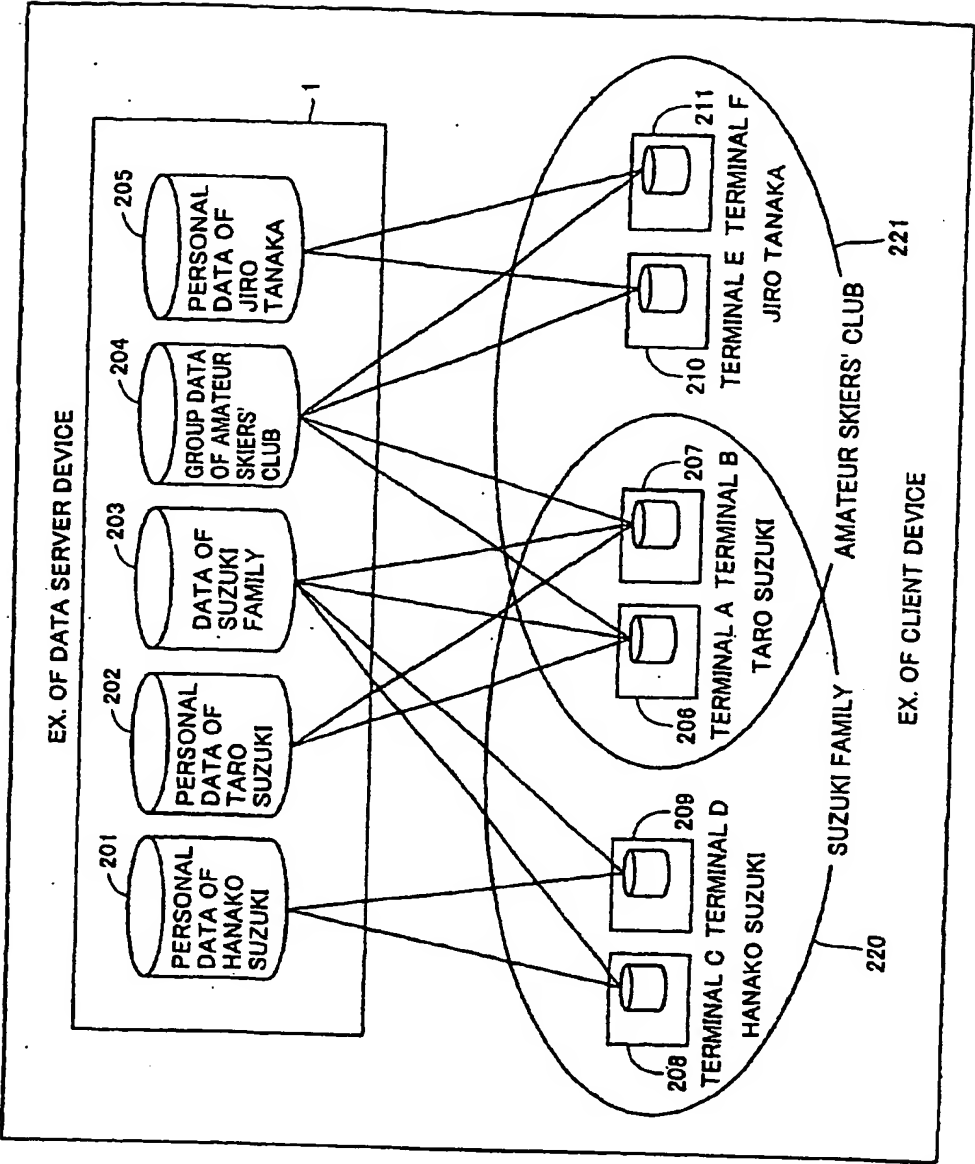 EX. OF DATA SERVER DEVICE
1
201
202
203
204
205
PERSONAL
DATA OF
HANAKO
SUZUKI
PERSONAL
DATA OF
TARO
SUZUKI
DATA OF
SUZUKI
FAMILY
GROUP DATA
OF AMATEUR
SKIERS'
CLUB
PERSONAL
DATA OF
JIRO
TANAKA
208
209
206
207
210
211
TERMINAL C TERMINAL D
HANAKO SUZUKI
TERMINAL A TERMINAL B
TARO SUZUKI
TERMINAL E TERMINAL F
JIRO TANAKA
220
SUZUKI FAMILY
AMATEUR SKIERS' CLUB
221
EX. OF CLIENT DEVICE